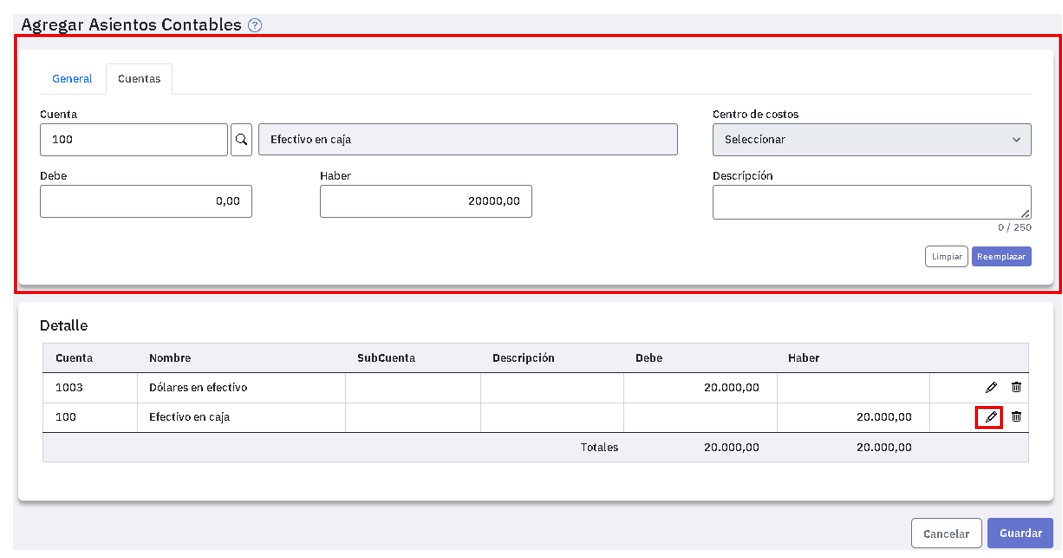 Agregar Asientos Contables ?
General Cuentas
Cuenta Centro de costos
100 Efectivo en caja Seleccionar
Debe Haber Descripción
0,00 20000,00
0 / 250
Limpiar Reemplazar
Detalle
Cuenta Nombre SubCuenta Descripción Debe Haber
1003 Dólares en efectivo 20.000,00
100 Efectivo en caja 20.000,00
Totales 20.000,00 20.000,00
Cancelar Guardar